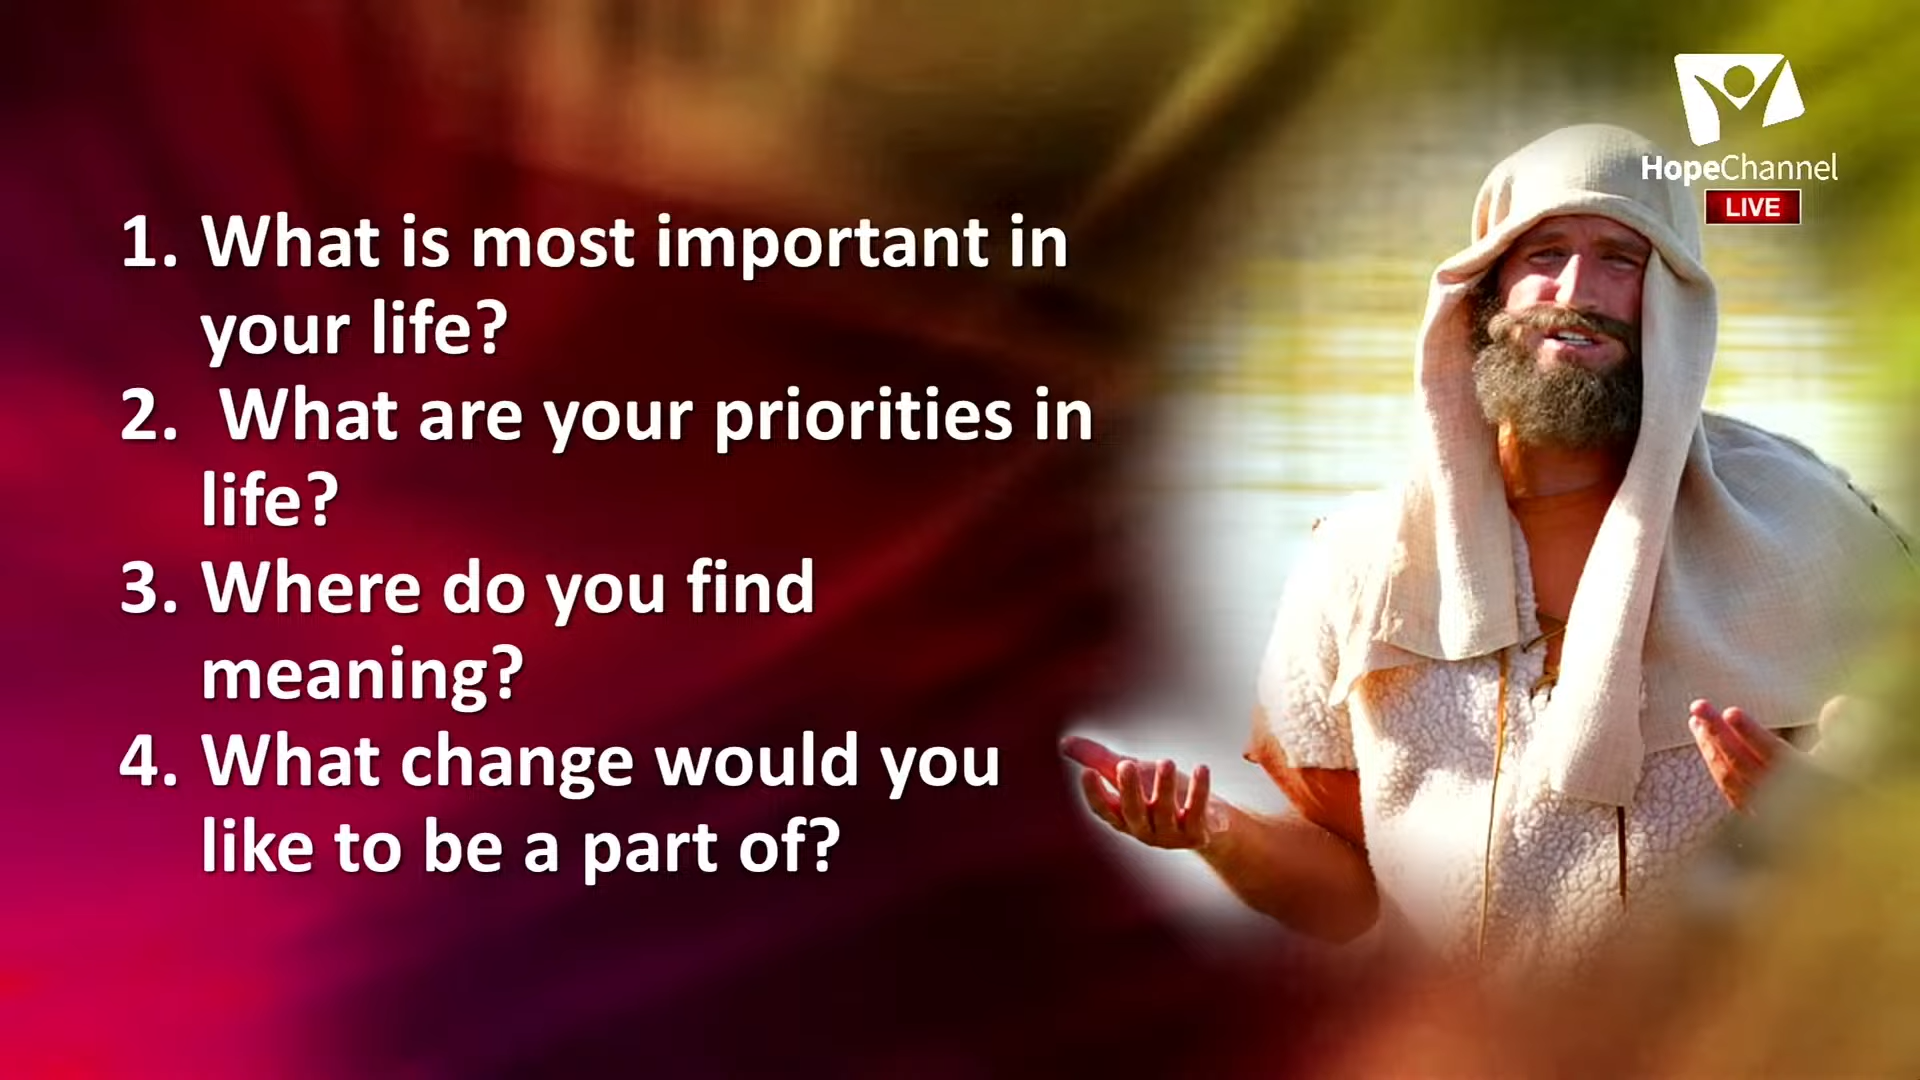 1. What is most important in
your life?
2. What are your priorities in
life?
3. Where do you find
meaning?
4. What change would you
like to be a part of?
HopeChannel
LIVE